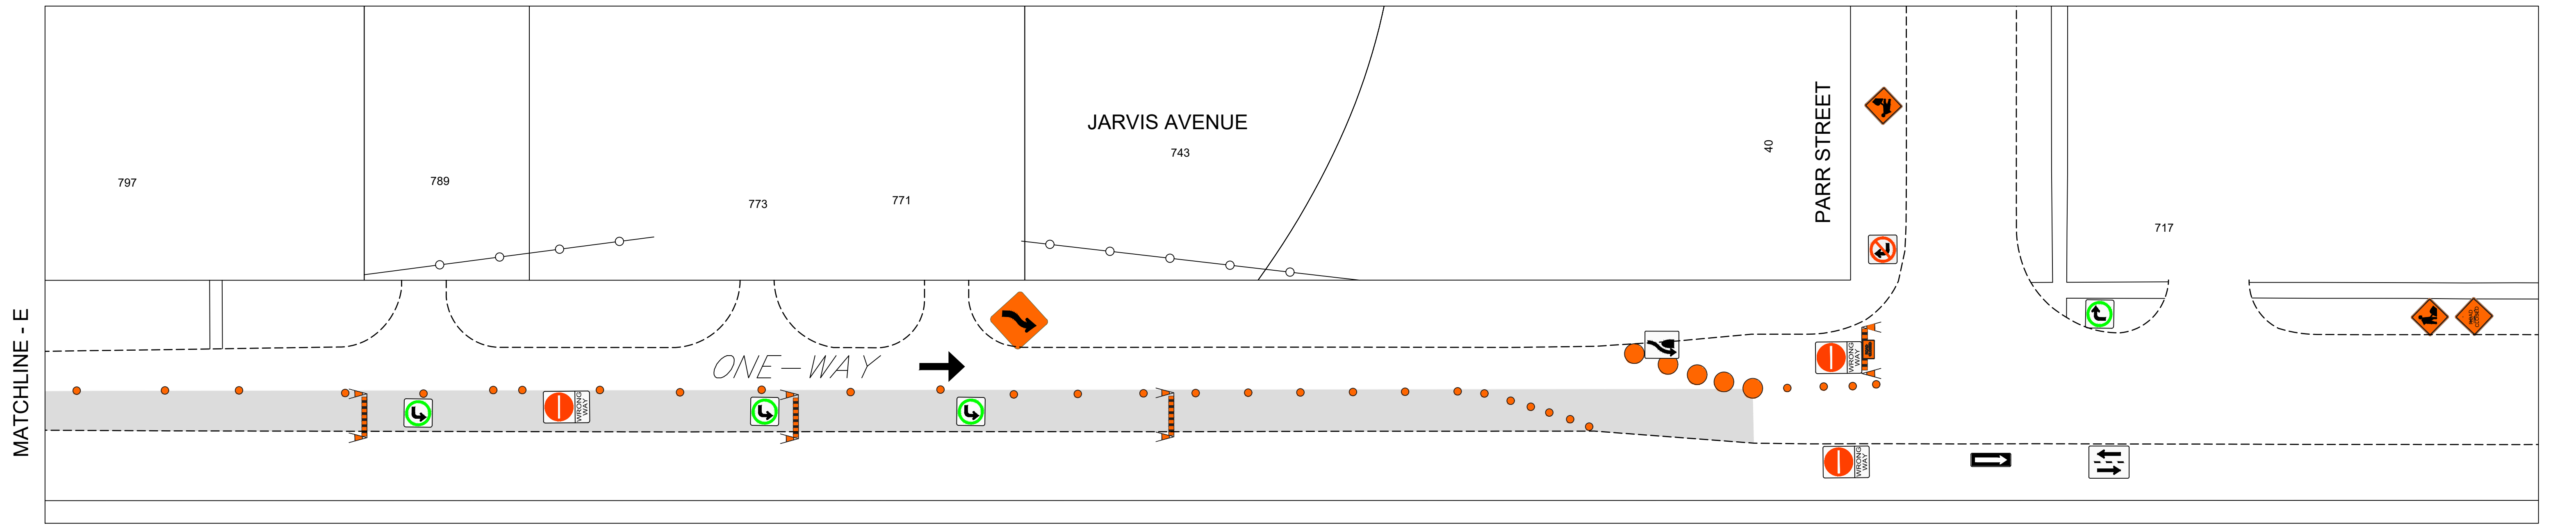 JARVIS AVENUE
743
40
PARR STREET
797
789
773
771
717
MATCHLINE - E
ONE-WAY
WRONG
WAY
WRONG
WAY
WRONG
WAY